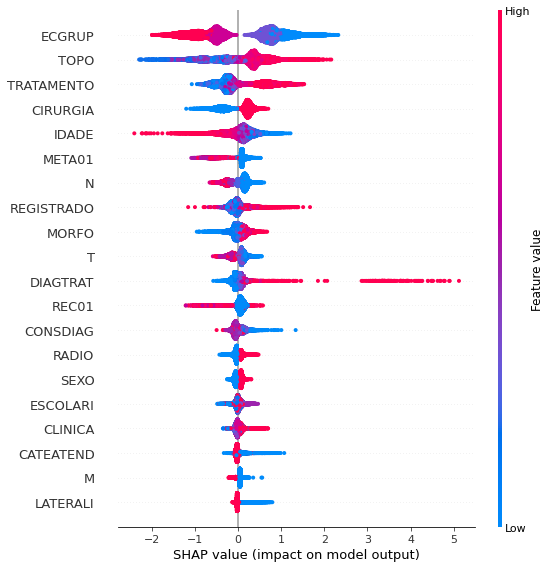 High
ECGRUP
TOPO
TRATAMENTO
CIRURGIA
IDADE
META01
N
REGISTRADO
MORFO
T
DIAGTRAT
REC01
CONSDIAG
RADIO
SEXO
ESCOLARI
CLINICA
CATEATEND
M
LATERALI
Feature value
Low
−2 −1 0 1 2 3 4 5
SHAP value (impact on model output)